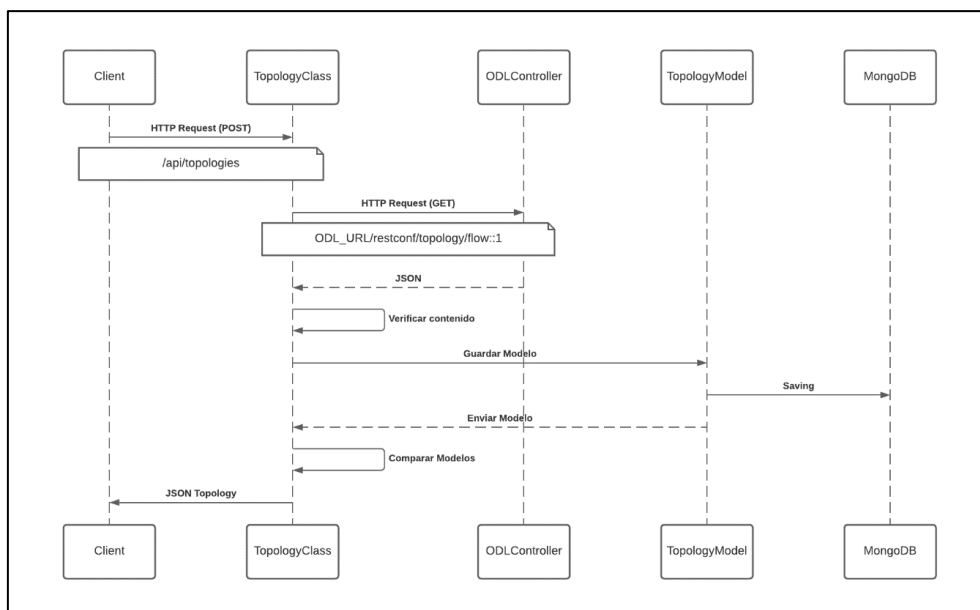 Client
TopologyClass
ODLController
TopologyModel
MongoDB
HTTP Request (POST)
/api/topologies
HTTP Request (GET)
ODL_URL/restconf/topology/flow::1
JSON
Verificar contenido
Guardar Modelo
Saving
Enviar Modelo
Comparar Modelos
JSON Topology
Client
TopologyClass
ODLController
TopologyModel
MongoDB